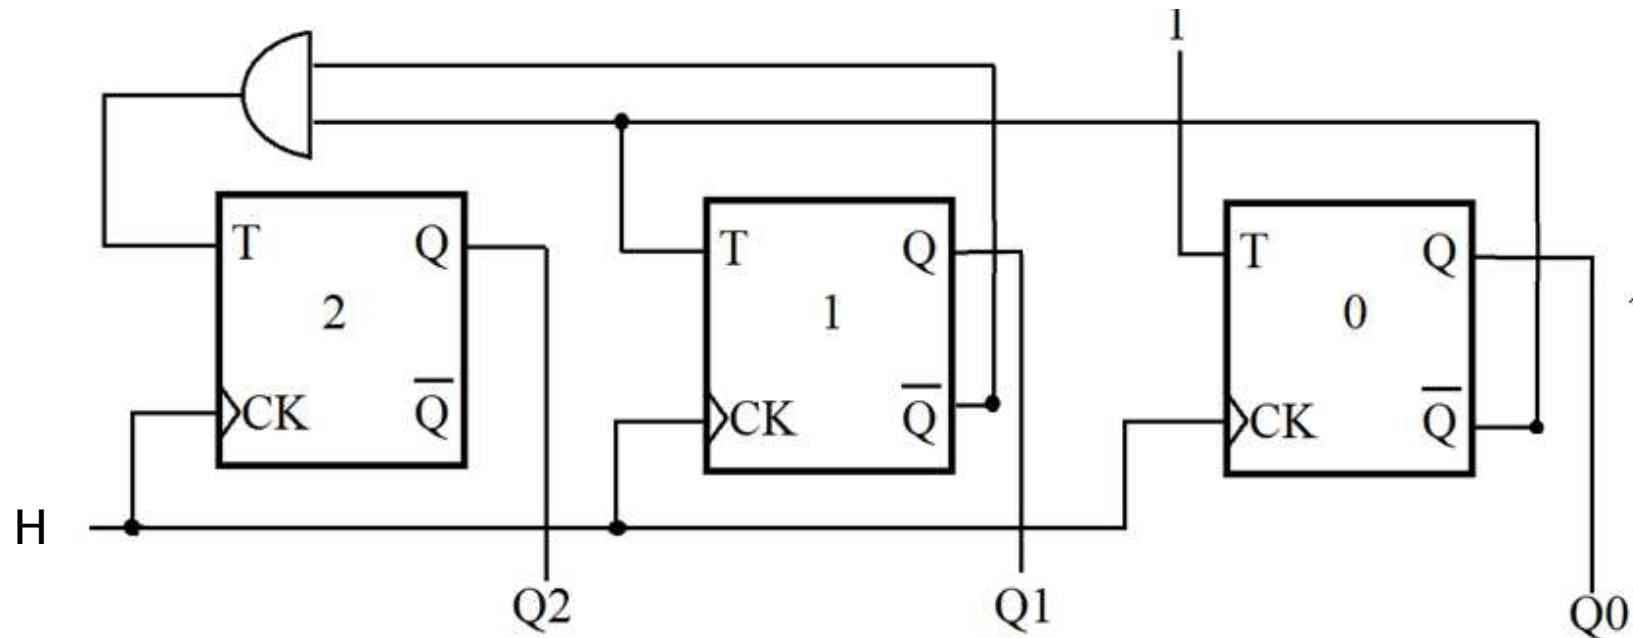 1
T Q T Q T Q
2 1 0
CK Q̅ CK Q̅ CK Q̅
H
Q2 Q1 Q0